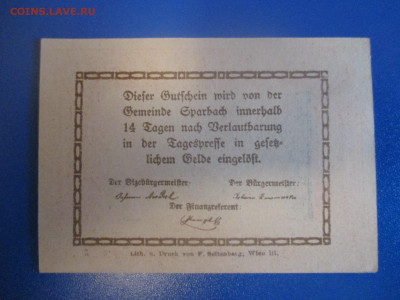 COINS.LAVE.RU
Dieser Gutschein wird von der
Gemeinde Sparbach innerhalb
14 Tagen nach Verlautbarung
in der Tagespresse in gesetz-
lichem Gelde eingelöst.
Der Vizebürgermeister: Der Bürgermeister:
Der Finanzreferent:
Lith. u. Druck von F. Wien III.